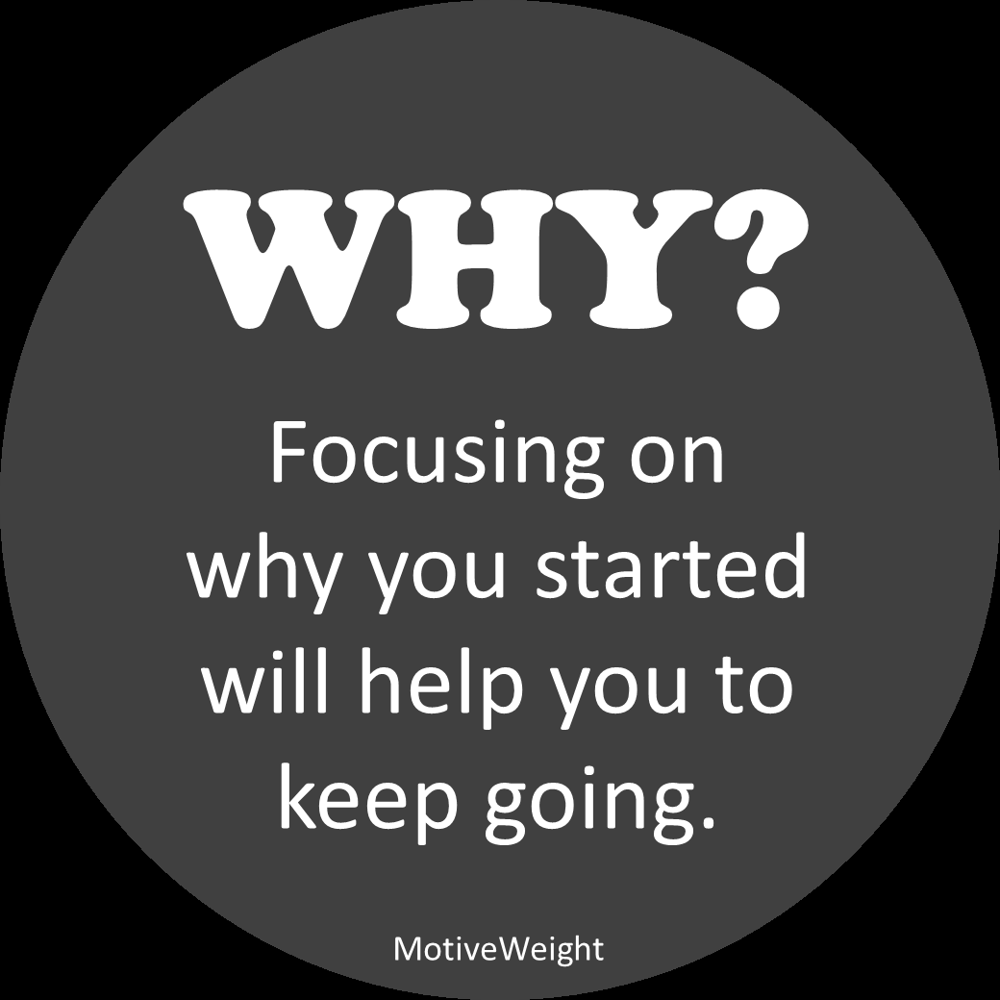 WHY?
Focusing on
why you started
will help you to
keep going.
MotiveWeight